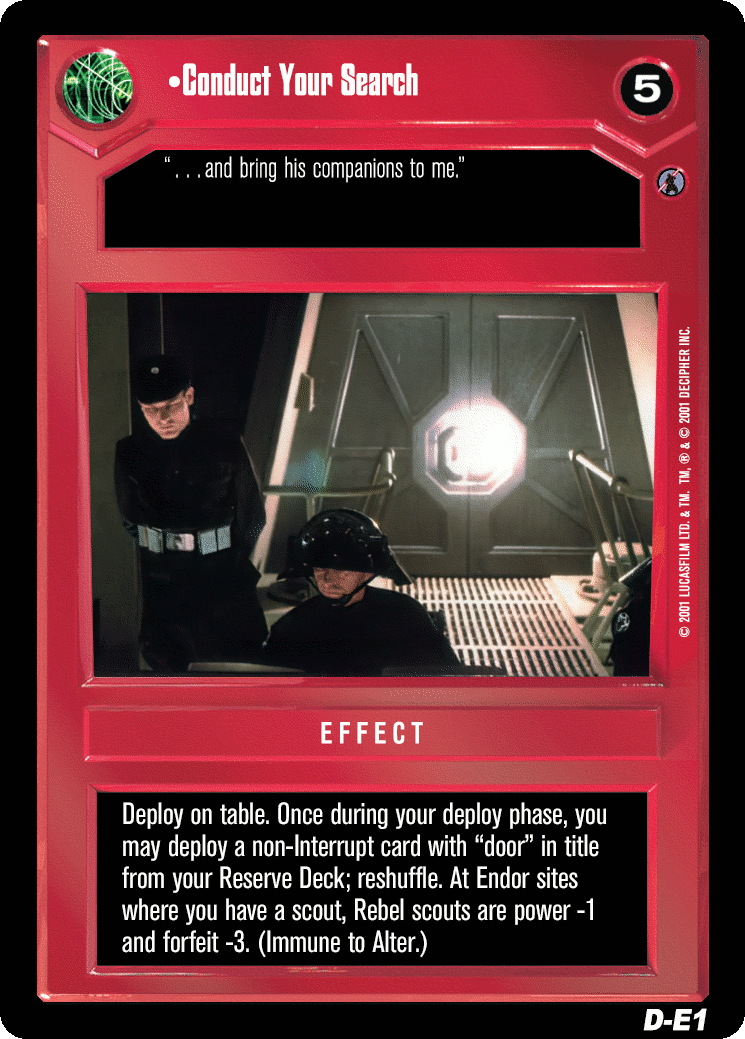 •Conduct Your Search
5
“ . . . and bring his companions to me.”
© 2001 LUCASFILM LTD. & TM. TM, ® & © 2001 DECIPHER INC.
EFFECT
Deploy on table. Once during your deploy phase, you
may deploy a non-Interrupt card with “door” in title
from your Reserve Deck; reshuffle. At Endor sites
where you have a scout, Rebel scouts are power -1
and forfeit -3. (Immune to Alter.)
D-E1